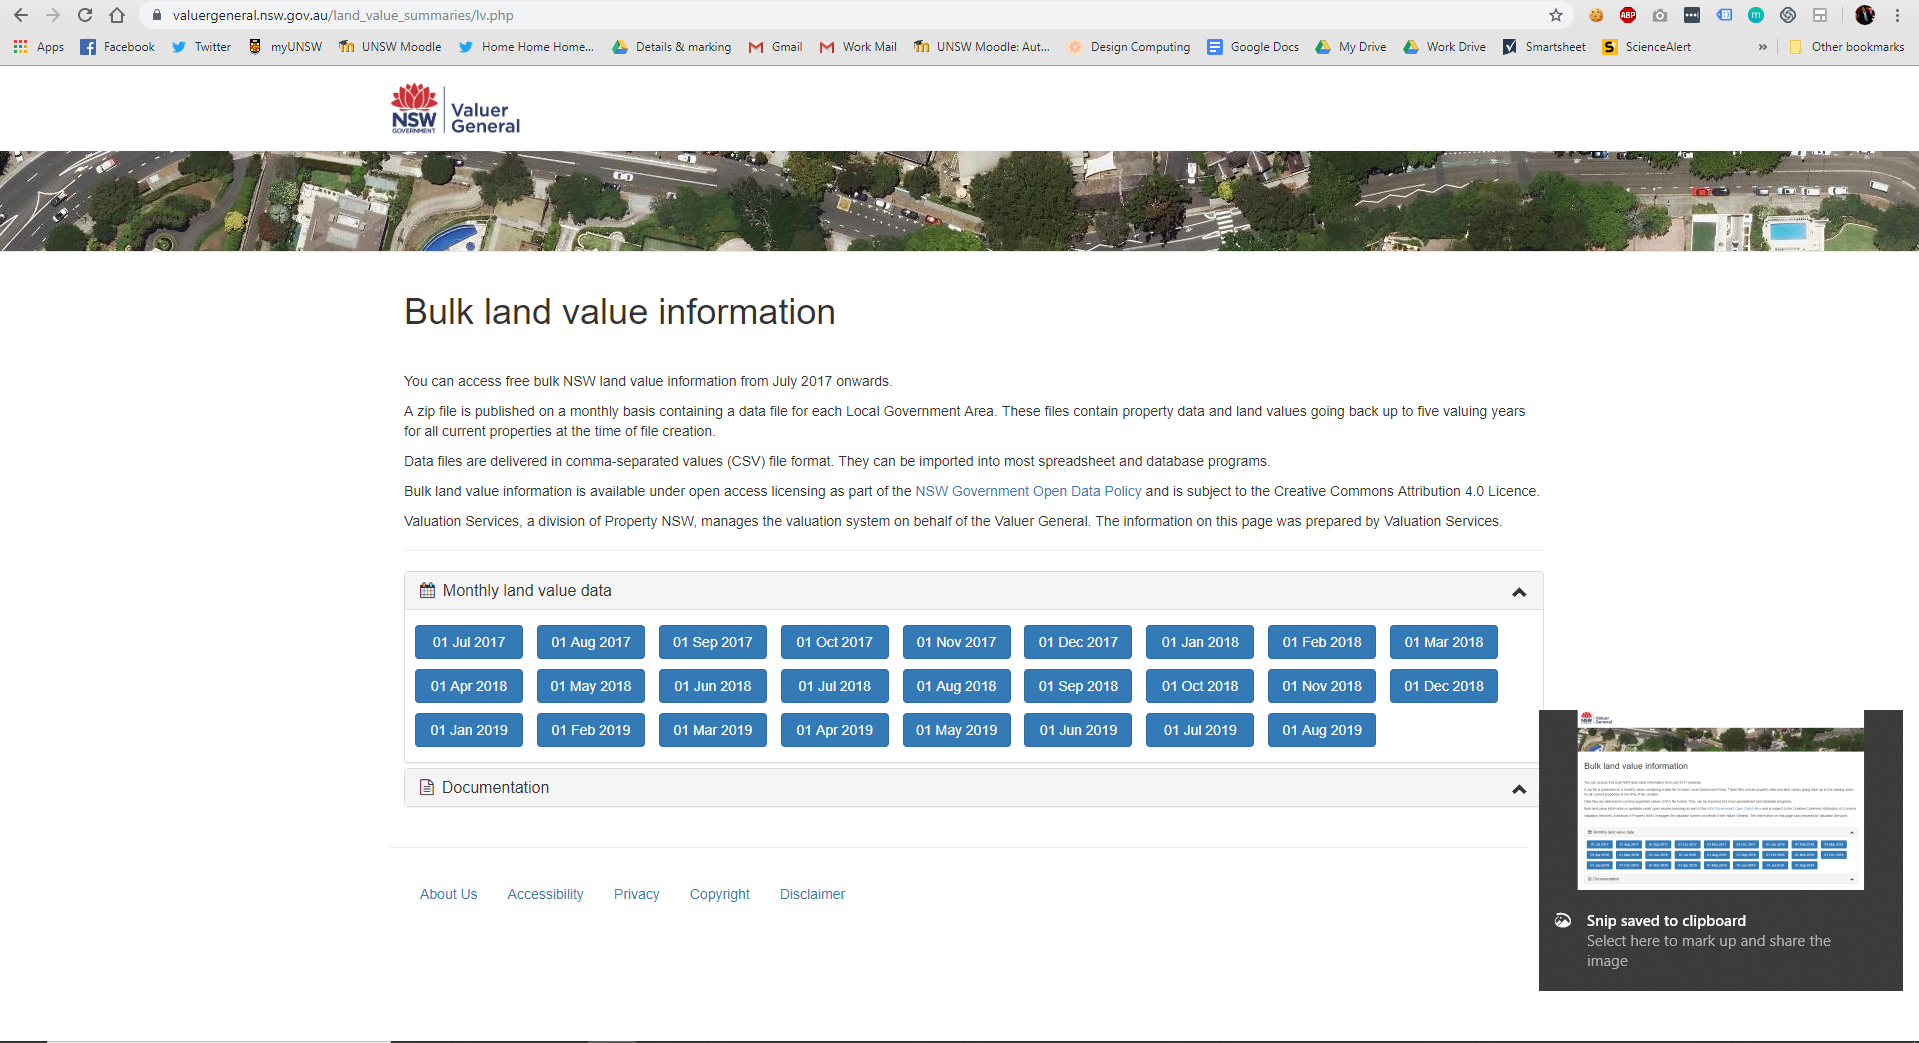 valuergeneral.nsw.gov.au/land_value_summaries/lv.php
ABP
m
Apps Facebook Twitter myUNSW UNSW Moodle Home Home Home... Details & marking Gmail Work Mail UNSW Moodle: Aut... Design Computing Google Docs My Drive Work Drive Smartsheet ScienceAlert » Other bookmarks
NSW GOVERNMENT
Valuer
General
Bulk land value information
You can access free bulk NSW land value information from July 2017 onwards.
A zip file is published on a monthly basis containing a data file for each Local Government Area. These files contain property data and land values going back up to five valuing years
for all current properties at the time of file creation.
Data files are delivered in comma-separated values (CSV) file format. They can be imported into most spreadsheet and database programs.
Bulk land value information is available under open access licensing as part of the NSW Government Open Data Policy and is subject to the Creative Commons Attribution 4.0 Licence.
Valuation Services, a division of Property NSW, manages the valuation system on behalf of the Valuer General. The information on this page was prepared by Valuation Services.
Monthly land value data
01 Jul 2017 01 Aug 2017 01 Sep 2017 01 Oct 2017 01 Nov 2017 01 Dec 2017 01 Jan 2018 01 Feb 2018 01 Mar 2018
01 Apr 2018 01 May 2018 01 Jun 2018 01 Jul 2018 01 Aug 2018 01 Sep 2018 01 Oct 2018 01 Nov 2018 01 Dec 2018
01 Jan 2019 01 Feb 2019 01 Mar 2019 01 Apr 2019 01 May 2019 01 Jun 2019 01 Jul 2019 01 Aug 2019
Documentation
About Us Accessibility Privacy Copyright Disclaimer
Valuer
General
Bulk land value information
Monthly land value data
Documentation
Snip saved to clipboard
Select here to mark up and share the
image